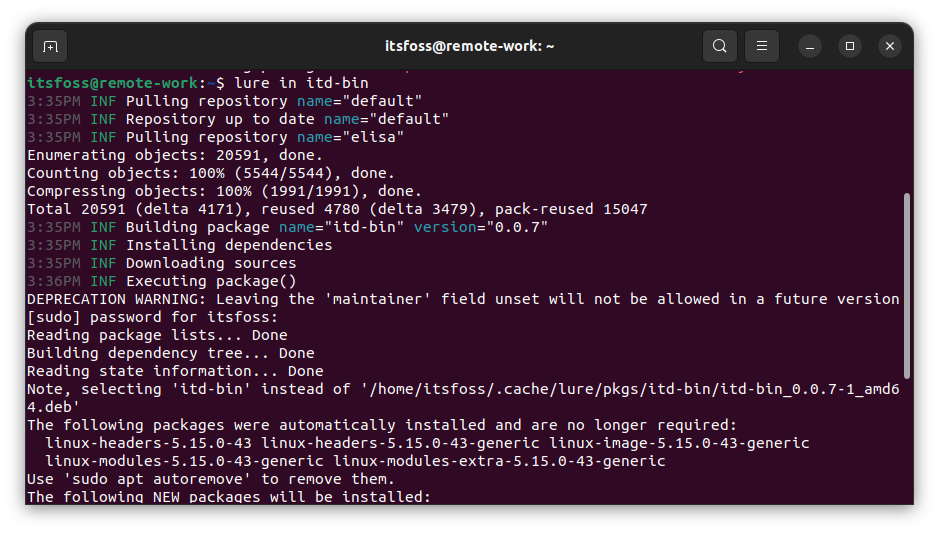 itsfoss@remote-work: ~
itsfoss@remote-work:~$ lure in itd-bin
3:35PM INF Pulling repository name="default"
3:35PM INF Repository up to date name="default"
3:35PM INF Pulling repository name="elisa"
Enumerating objects: 20591, done.
Counting objects: 100% (5544/5544), done.
Compressing objects: 100% (1991/1991), done.
Total 20591 (delta 4171), reused 4780 (delta 3479), pack-reused 15047
3:35PM INF Building package name="itd-bin" version="0.0.7"
3:35PM INF Installing dependencies
3:35PM INF Downloading sources
3:36PM INF Executing package()
DEPRECATION WARNING: Leaving the 'maintainer' field unset will not be allowed in a future version
[sudo] password for itsfoss:
Reading package lists... Done
Building dependency tree... Done
Reading state information... Done
Note, selecting 'itd-bin' instead of '/home/itsfoss/.cache/lure/pkgs/itd-bin/itd-bin_0.0.7-1_amd6
4.deb'
The following packages were automatically installed and are no longer required:
  linux-headers-5.15.0-43 linux-headers-5.15.0-43-generic linux-image-5.15.0-43-generic
  linux-modules-5.15.0-43-generic linux-modules-extra-5.15.0-43-generic
Use 'sudo apt autoremove' to remove them.
The following NEW packages will be installed: